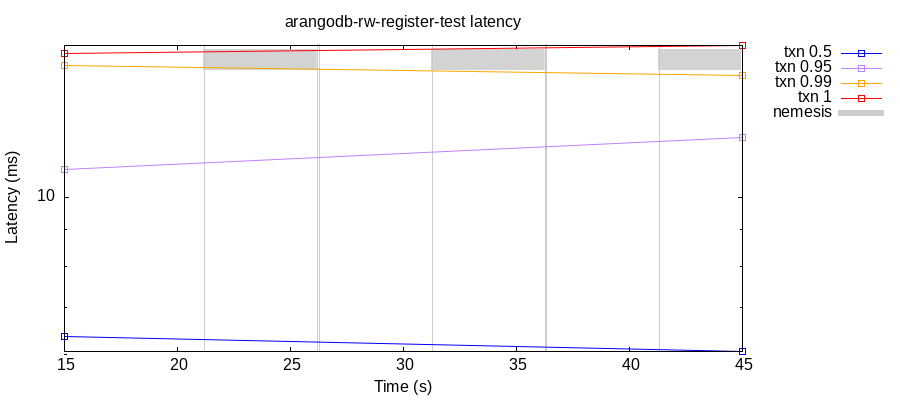 arangodb-rw-register-test latency
txn 0.5
txn 0.95
txn 0.99
txn 1
nemesis
Latency (ms)
10
15 20 25 30 35 40 45
Time (s)